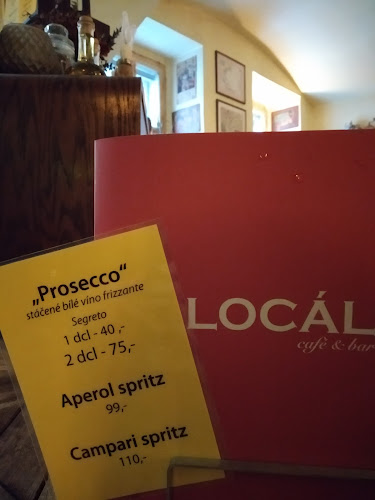 „Prosecco“
stáčené bílé víno frizzante
Segreto
1 dcl - 40 ,-
2 dcl - 75,-
Aperol spritz
99,-
Campari spritz
110,-
LOCÁL
café & bar